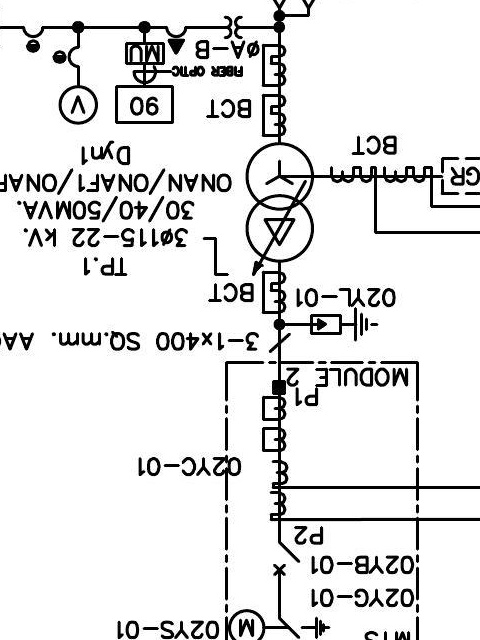 MTS
02YS-01
M
02YG-01
02YB-01
P2
02YC-01
P1
MODULE 2
3-1x400 SQ.mm. AAC
02YL-01
BCT
TP.1
3ø115-22 kV.
30/40/50MVA.
ONAN/ONAF1/ONAF
Dyn1
GR
BCT
BCT
06
V
FIBER OPTIC
MU
øA-B